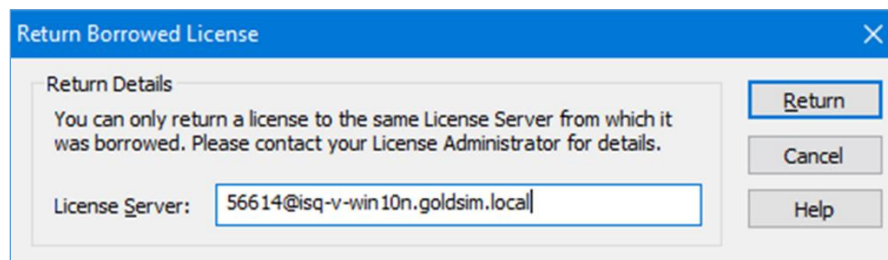 Return Borrowed License
Return Details
You can only return a license to the same License Server from which it
was borrowed. Please contact your License Administrator for details.
License Server: 56614@isq-v-win10n.goldsim.local
Return
Cancel
Help